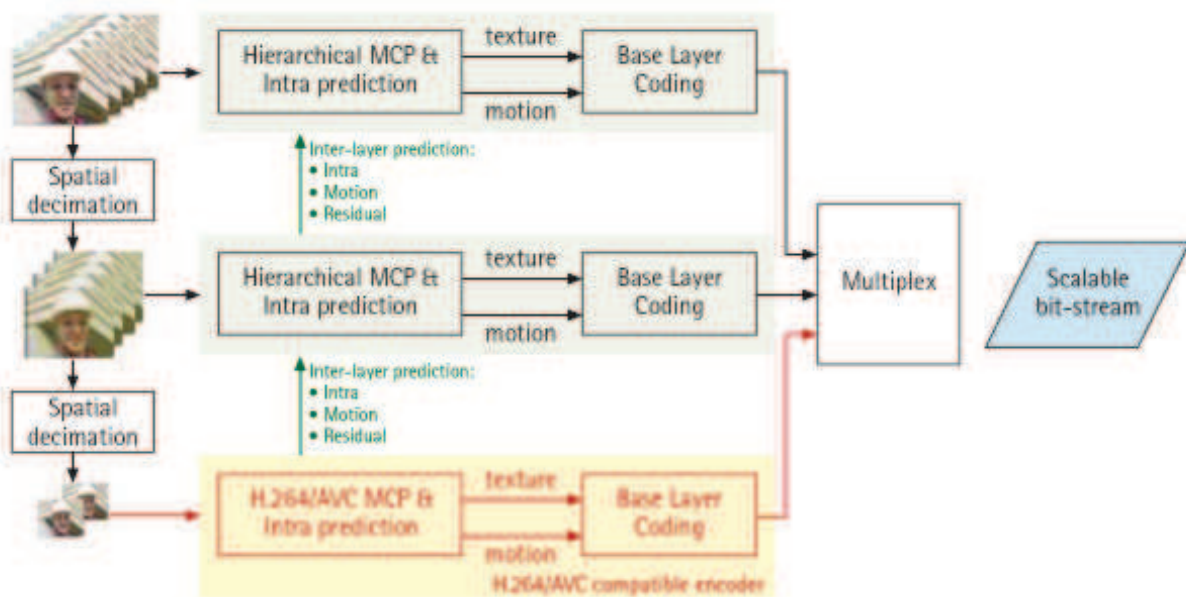 Hierarchical MCP &
Intra prediction
texture
motion
Base Layer
Coding
Spatial
decimation
Inter-layer prediction:
• Intra
• Motion
• Residual
Hierarchical MCP &
Intra prediction
texture
motion
Base Layer
Coding
Multiplex
Scalable
bit-stream
Spatial
decimation
Inter-layer prediction:
• Intra
• Motion
• Residual
H.264/AVC MCP &
Intra prediction
texture
motion
Base Layer
Coding
H.264/AVC compatible encoder